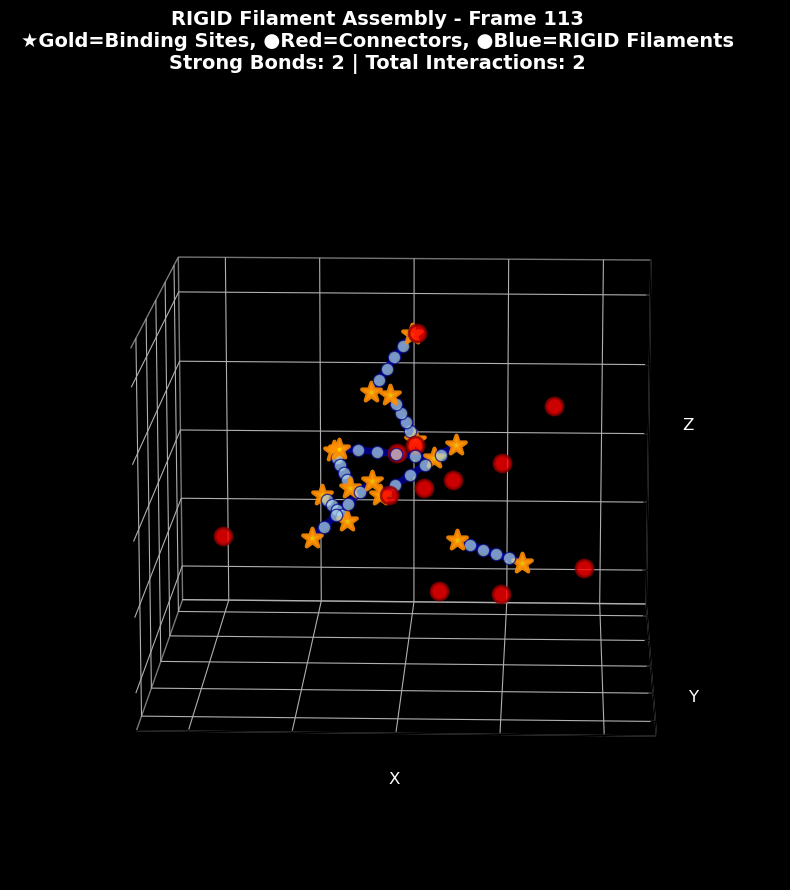 RIGID Filament Assembly - Frame 113
★Gold=Binding Sites, ●Red=Connectors, ●Blue=RIGID Filaments
Strong Bonds: 2 | Total Interactions: 2
Z
Y
X